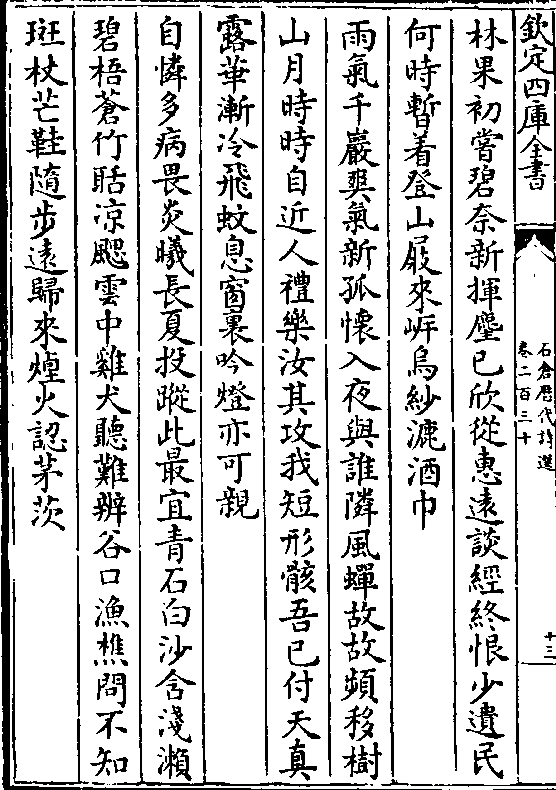 欽定四庫全書
石倉歷代詩選
卷二百三十
十三
林果初嘗碧奈新揮麈已欣從惠遠談經終恨少遺民
何時暫着登山屐來岸烏紗漉酒巾
雨氣千巖爽氣新孤懷入夜與誰隣風蟬故故頻移樹
山月時時自近人禮樂汝其攻我短形骸吾已付天真
露華漸冷飛蚊息窗裏吟燈亦可親
自憐多病畏炎曦長夏投蹤此最宜青石白沙含淺瀬
碧梧蒼竹聒凉颸雲中雞犬聽難辨谷口漁樵問不知
斑杖芒鞋隨步遠歸來煙火認茅茨